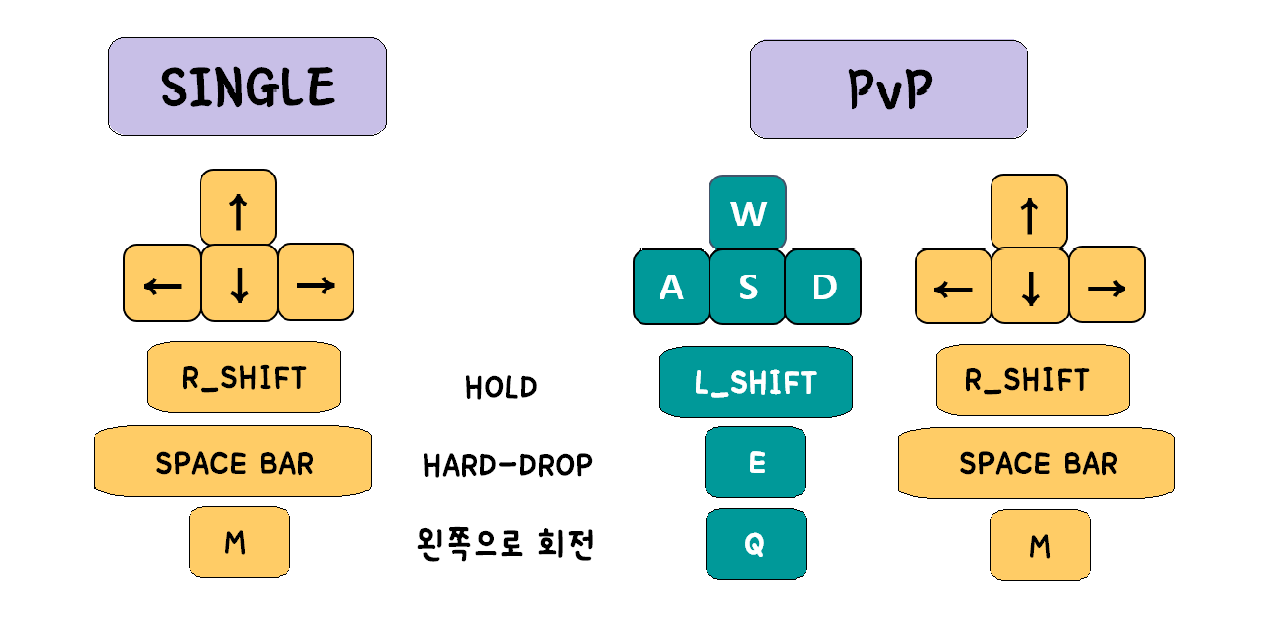 SINGLE
PvP
↑
W
↑
← ↓ →
A S D
← ↓ →
R_SHIFT
HOLD
L_SHIFT
R_SHIFT
SPACE BAR
HARD-DROP
E
SPACE BAR
M
왼쪽으로 회전
Q
M